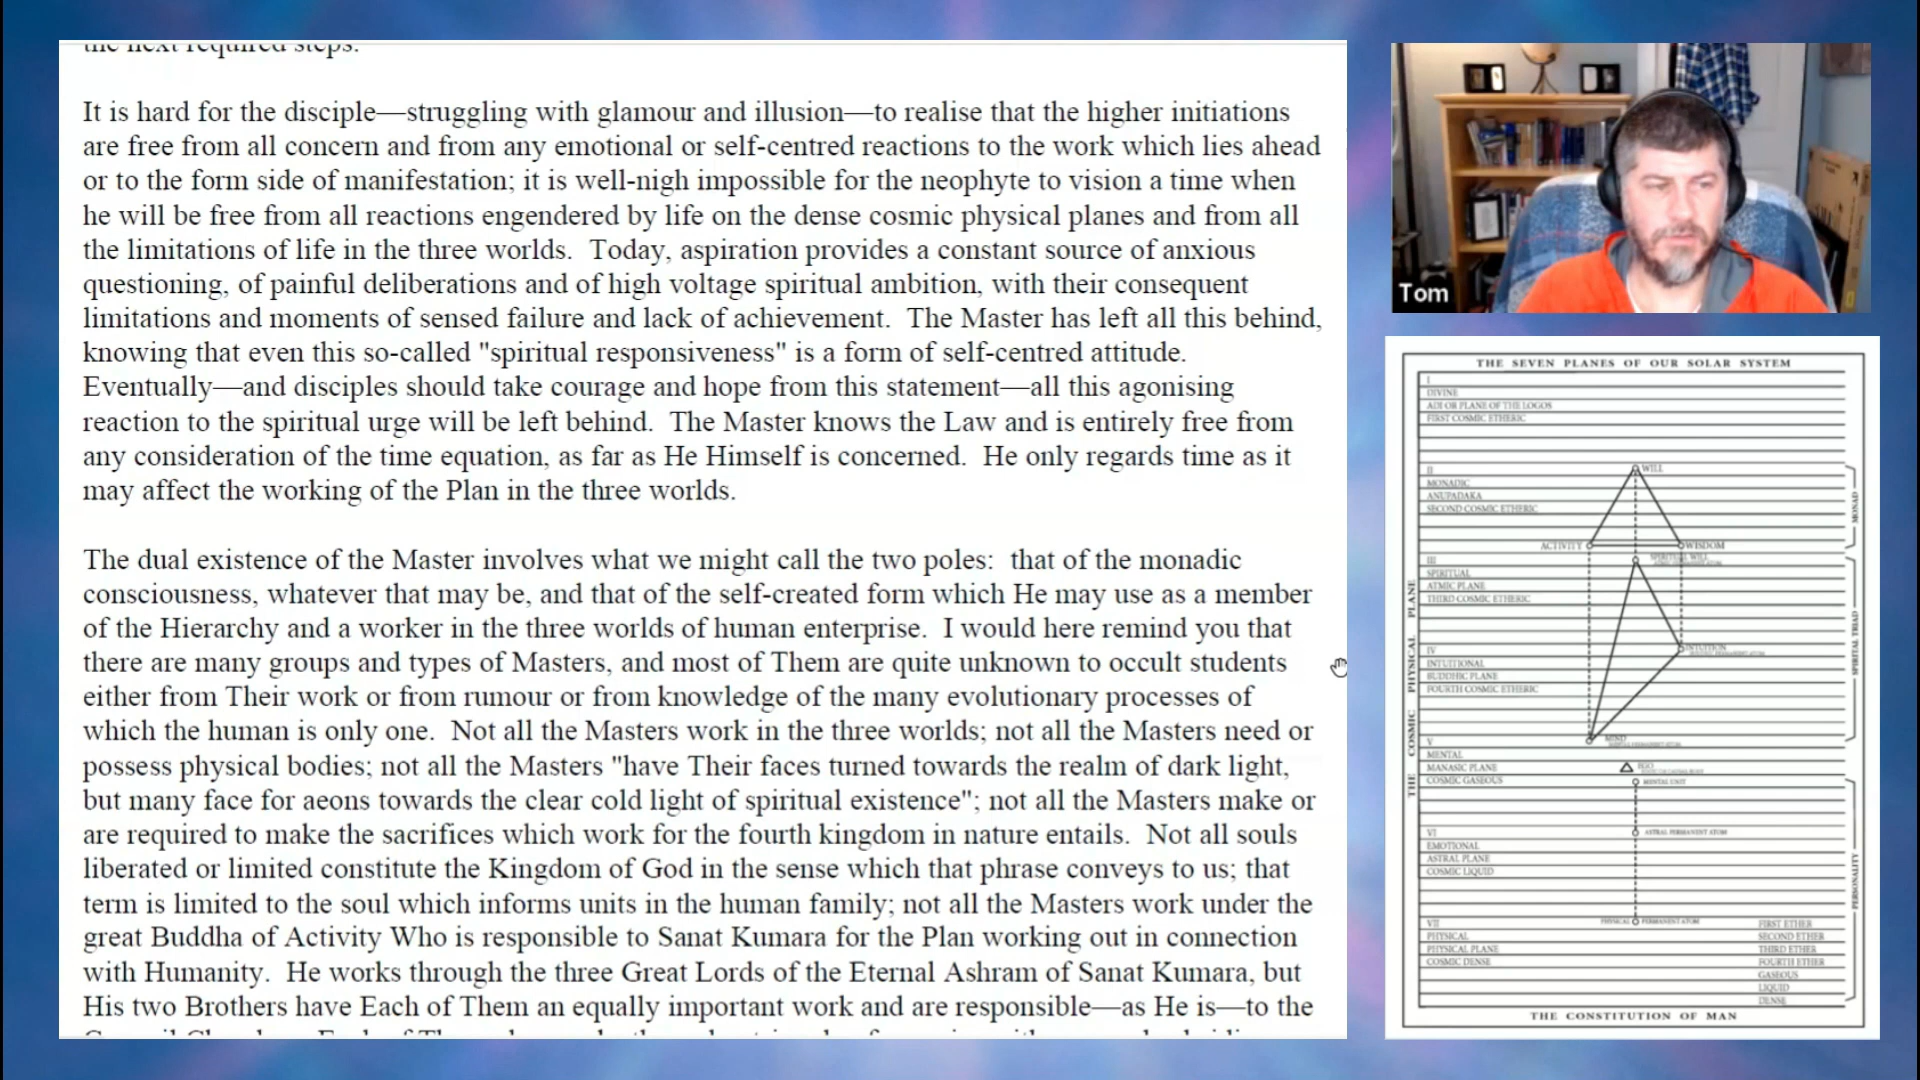 the next required steps.
It is hard for the disciple—struggling with glamour and illusion—to realise that the higher initiations
are free from all concern and from any emotional or self-centred reactions to the work which lies ahead
or to the form side of manifestation; it is well-nigh impossible for the neophyte to vision a time when
he will be free from all reactions engendered by life on the dense cosmic physical planes and from all
the limitations of life in the three worlds.  Today, aspiration provides a constant source of anxious
questioning, of painful deliberations and of high voltage spiritual ambition, with their consequent
limitations and moments of sensed failure and lack of achievement.  The Master has left all this behind,
knowing that even this so-called "spiritual responsiveness" is a form of self-centred attitude.
Eventually—and disciples should take courage and hope from this statement—all this agonising
reaction to the spiritual urge will be left behind.  The Master knows the Law and is entirely free from
any consideration of the time equation, as far as He Himself is concerned.  He only regards time as it
may affect the working of the Plan in the three worlds.
The dual existence of the Master involves what we might call the two poles:  that of the monadic
consciousness, whatever that may be, and that of the self-created form which He may use as a member
of the Hierarchy and a worker in the three worlds of human enterprise.  I would here remind you that
there are many groups and types of Masters, and most of Them are quite unknown to occult students
either from Their work or from rumour or from knowledge of the many evolutionary processes of
which the human is only one.  Not all the Masters work in the three worlds; not all the Masters need or
possess physical bodies; not all the Masters "have Their faces turned towards the realm of dark light,
but many face for aeons towards the clear cold light of spiritual existence"; not all the Masters make or
are required to make the sacrifices which work for the fourth kingdom in nature entails.  Not all souls
liberated or limited constitute the Kingdom of God in the sense which that phrase conveys to us; that
term is limited to the soul which informs units in the human family; not all the Masters work under the
great Buddha of Activity Who is responsible to Sanat Kumara for the Plan working out in connection
with Humanity.  He works through the three Great Lords of the Eternal Ashram of Sanat Kumara, but
His two Brothers have Each of Them an equally important work and are responsible—as He is—to the
Tom
THE SEVEN PLANES OF OUR SOLAR SYSTEM
I
DIVINE
ADI OR PLANE OF THE LOGOS
FIRST COSMIC ETHERIC
II
WILL
MONADIC
ANUPADAKA
SECOND COSMIC ETHERIC
MONAD
ACTIVITY
WISDOM
III
SPIRITUAL WILL
SPIRITUAL
ATMIC PLANE
THIRD COSMIC ETHERIC
SPIRITUAL TRIAD
IV
INTUITION
INTUITIONAL
BUDDHIC PLANE
FOURTH COSMIC ETHERIC
THE COSMIC PHYSICAL PLANE
V
MIND
MENTAL
MANASIC PLANE
EGO
COSMIC GASEOUS
MENTAL UNIT
VI
ASTRAL PERMANENT ATOM
EMOTIONAL
ASTRAL PLANE
COSMIC LIQUID
PERSONALITY
VII
PHYSICAL PERMANENT ATOM
FIRST ETHER
PHYSICAL
SECOND ETHER
PHYSICAL PLANE
THIRD ETHER
COSMIC DENSE
FOURTH ETHER
GASEOUS
LIQUID
DENSE
THE CONSTITUTION OF MAN